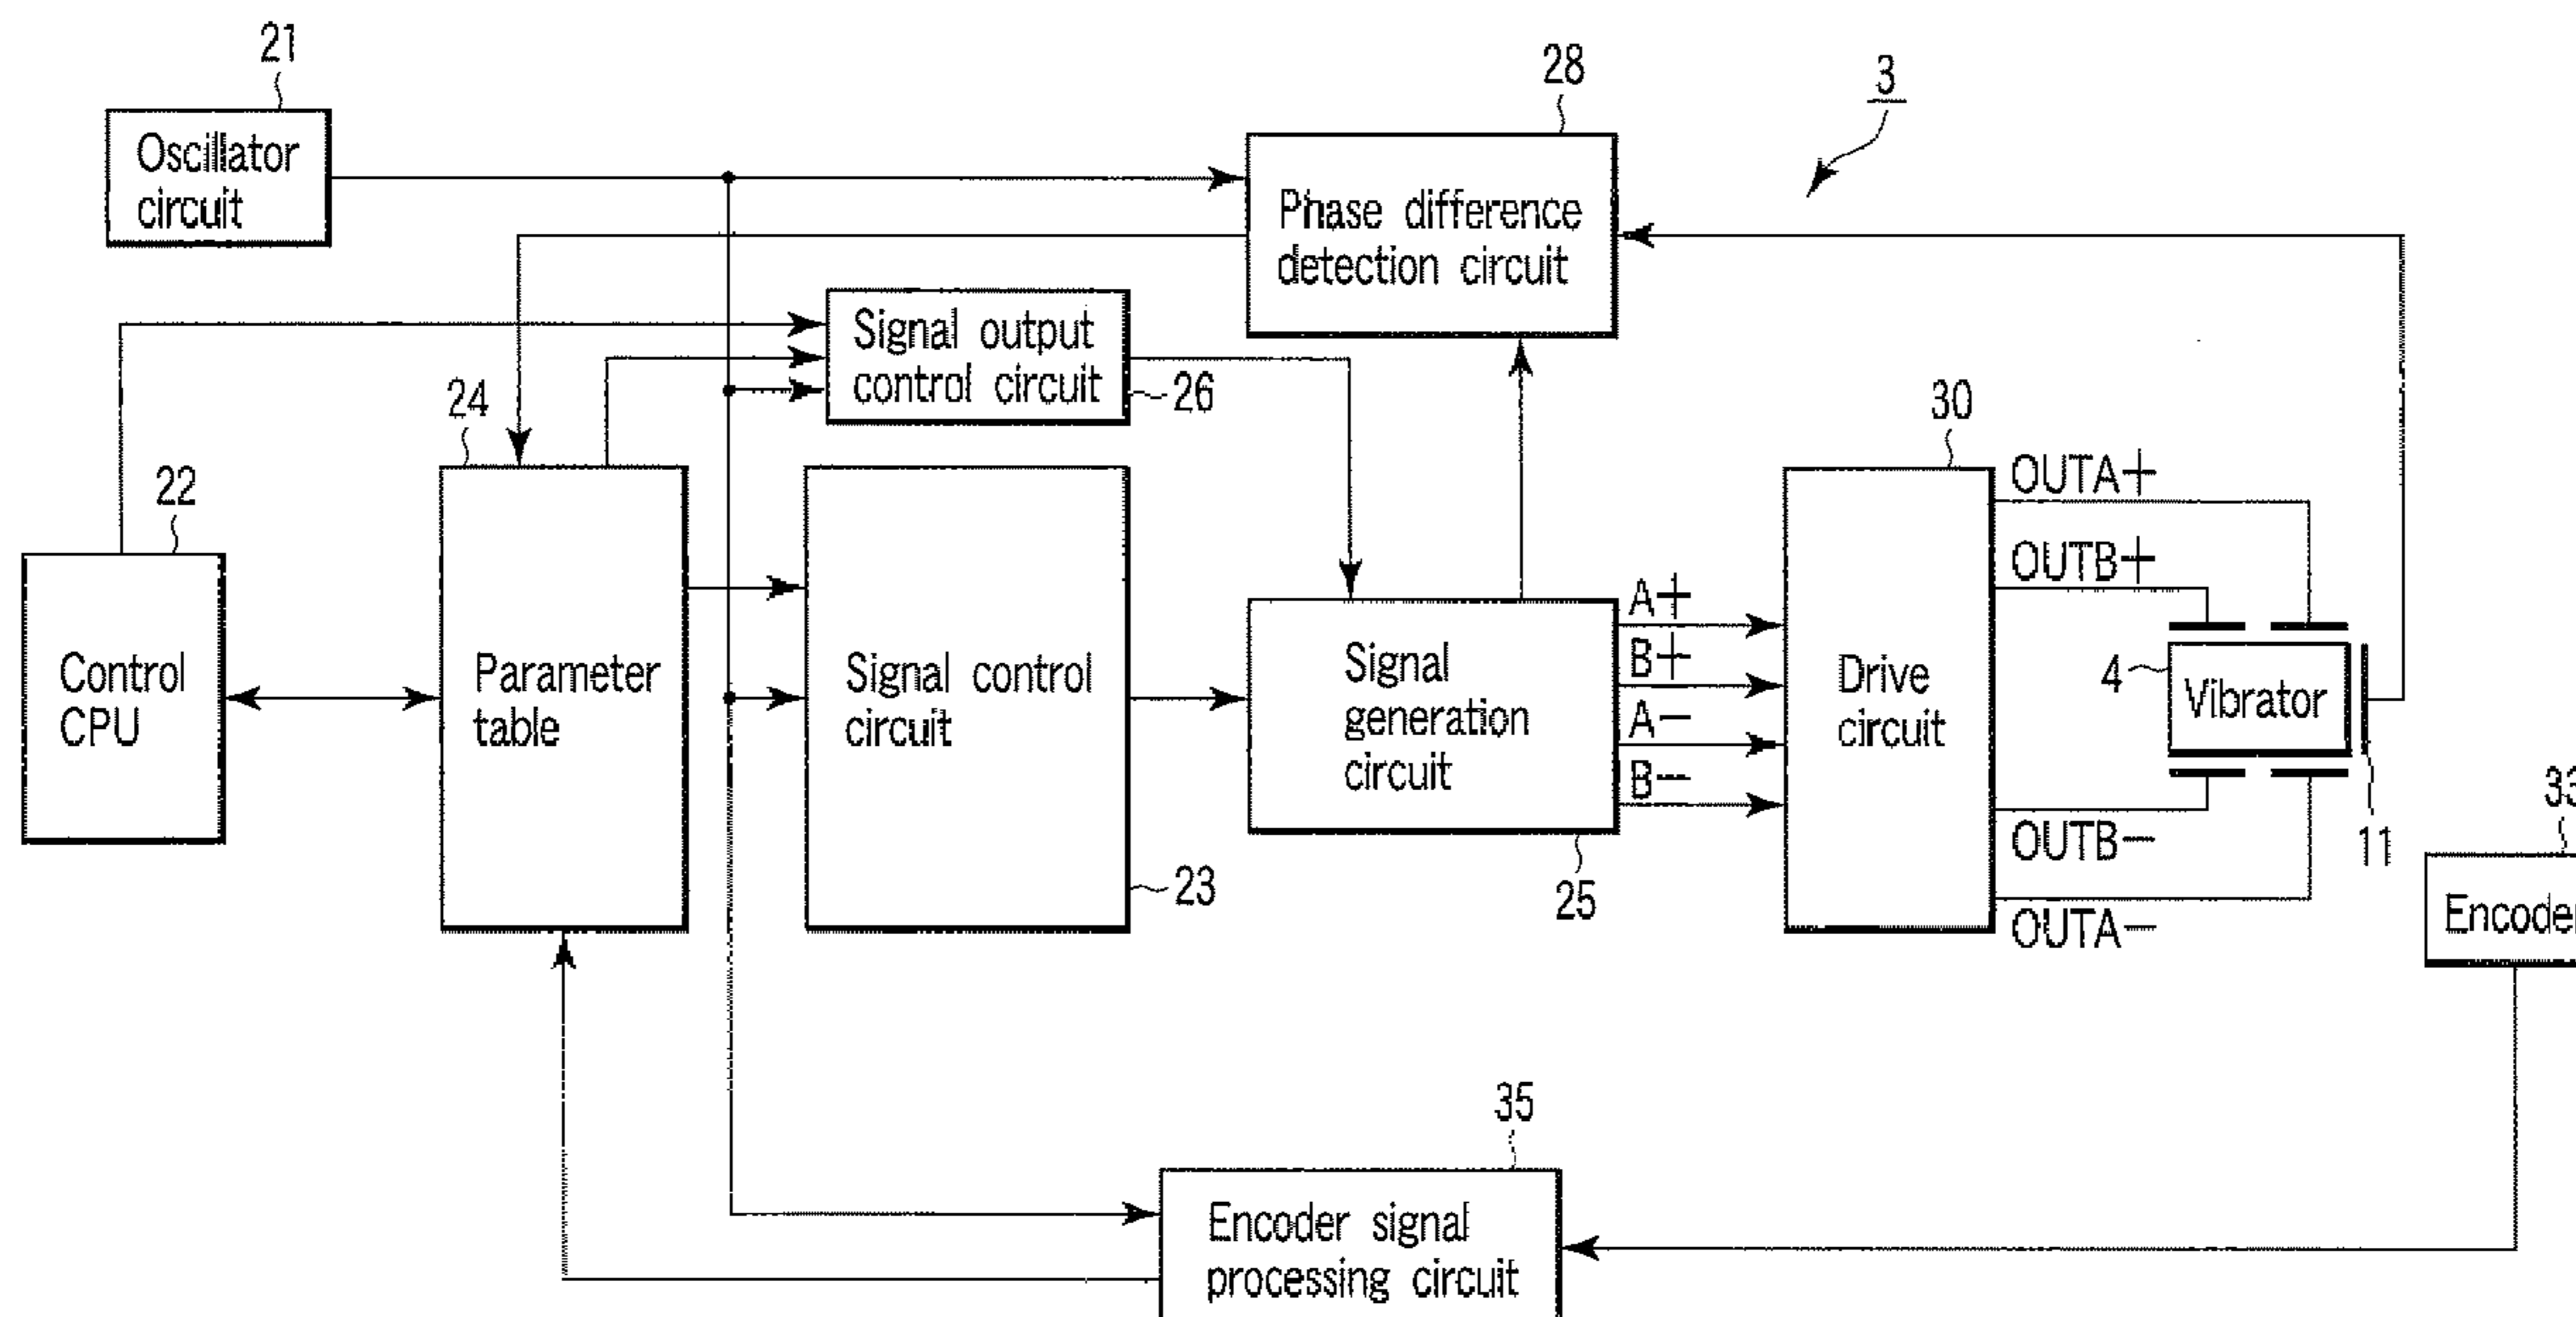 21
Oscillator
circuit
28
Phase difference
detection circuit
3
Signal output
control circuit
26
24
Parameter
table
22
Control
CPU
Signal control
circuit
23
Signal
generation
circuit
25
A+
B+
A−
B−
30
Drive
circuit
OUTA+
OUTB+
OUTB−
OUTA−
4
Vibrator
11
33
Encoder
35
Encoder signal
processing circuit